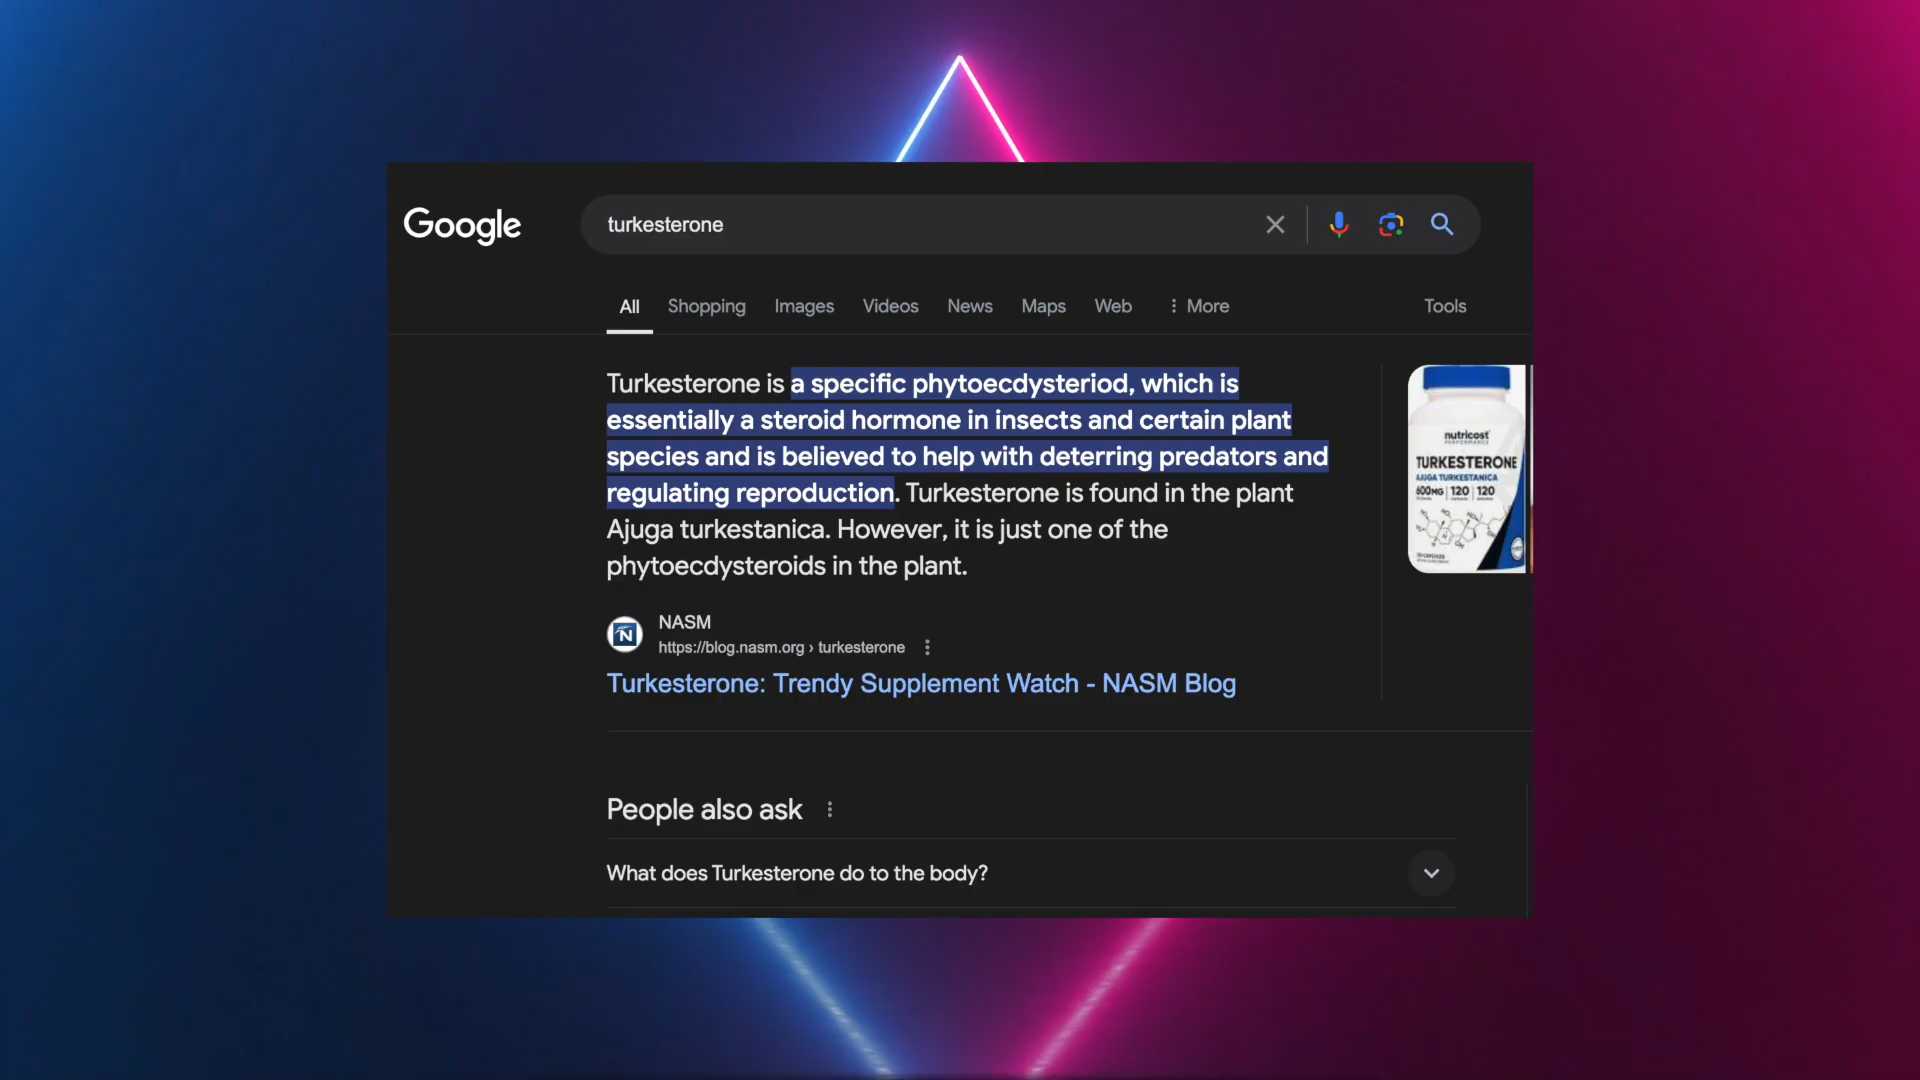 Google
turkesterone
All Shopping Images Videos News Maps Web More Tools
Turkesterone is a specific phytoecdysteriod, which is
essentially a steroid hormone in insects and certain plant
species and is believed to help with deterring predators and
regulating reproduction. Turkesterone is found in the plant
Ajuga turkestanica. However, it is just one of the
phytoecdysteroids in the plant.
nutricost
PERFORMANCE
TURKESTERONE
AJUGA TURKESTANICA
600MG 120 120
N
NASM
https://blog.nasm.org › turkesterone
Turkesterone: Trendy Supplement Watch - NASM Blog
People also ask
What does Turkesterone do to the body?